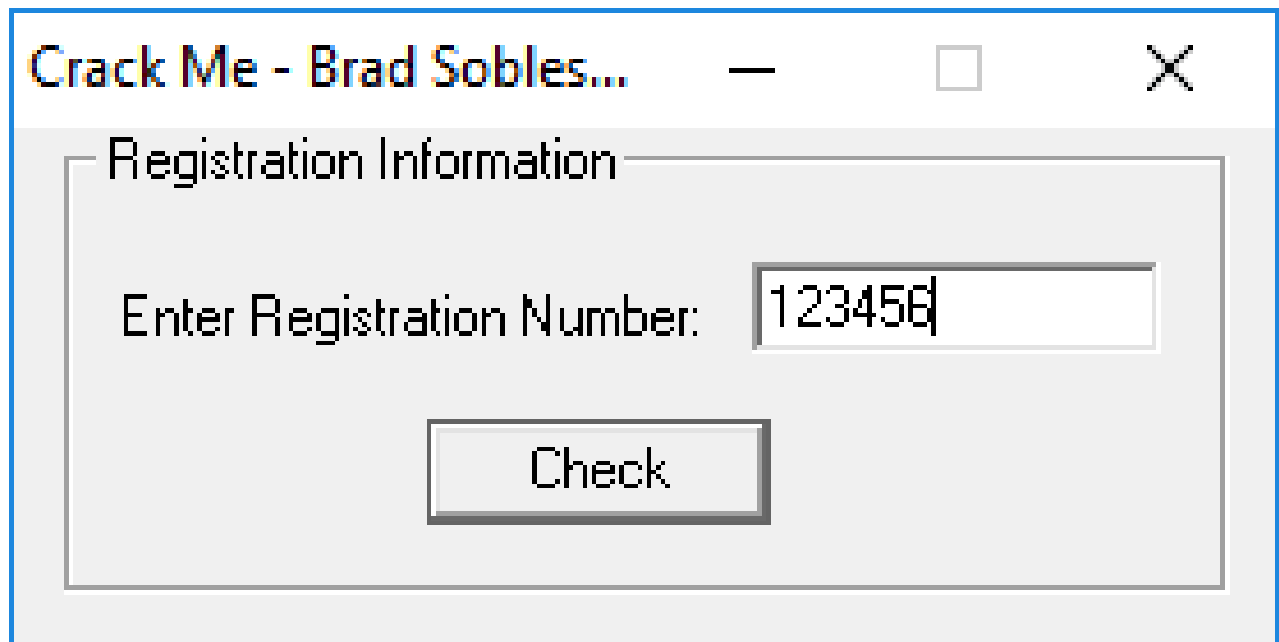 Crack Me - Brad Sobles...
Registration Information
Enter Registration Number: 123456
Check